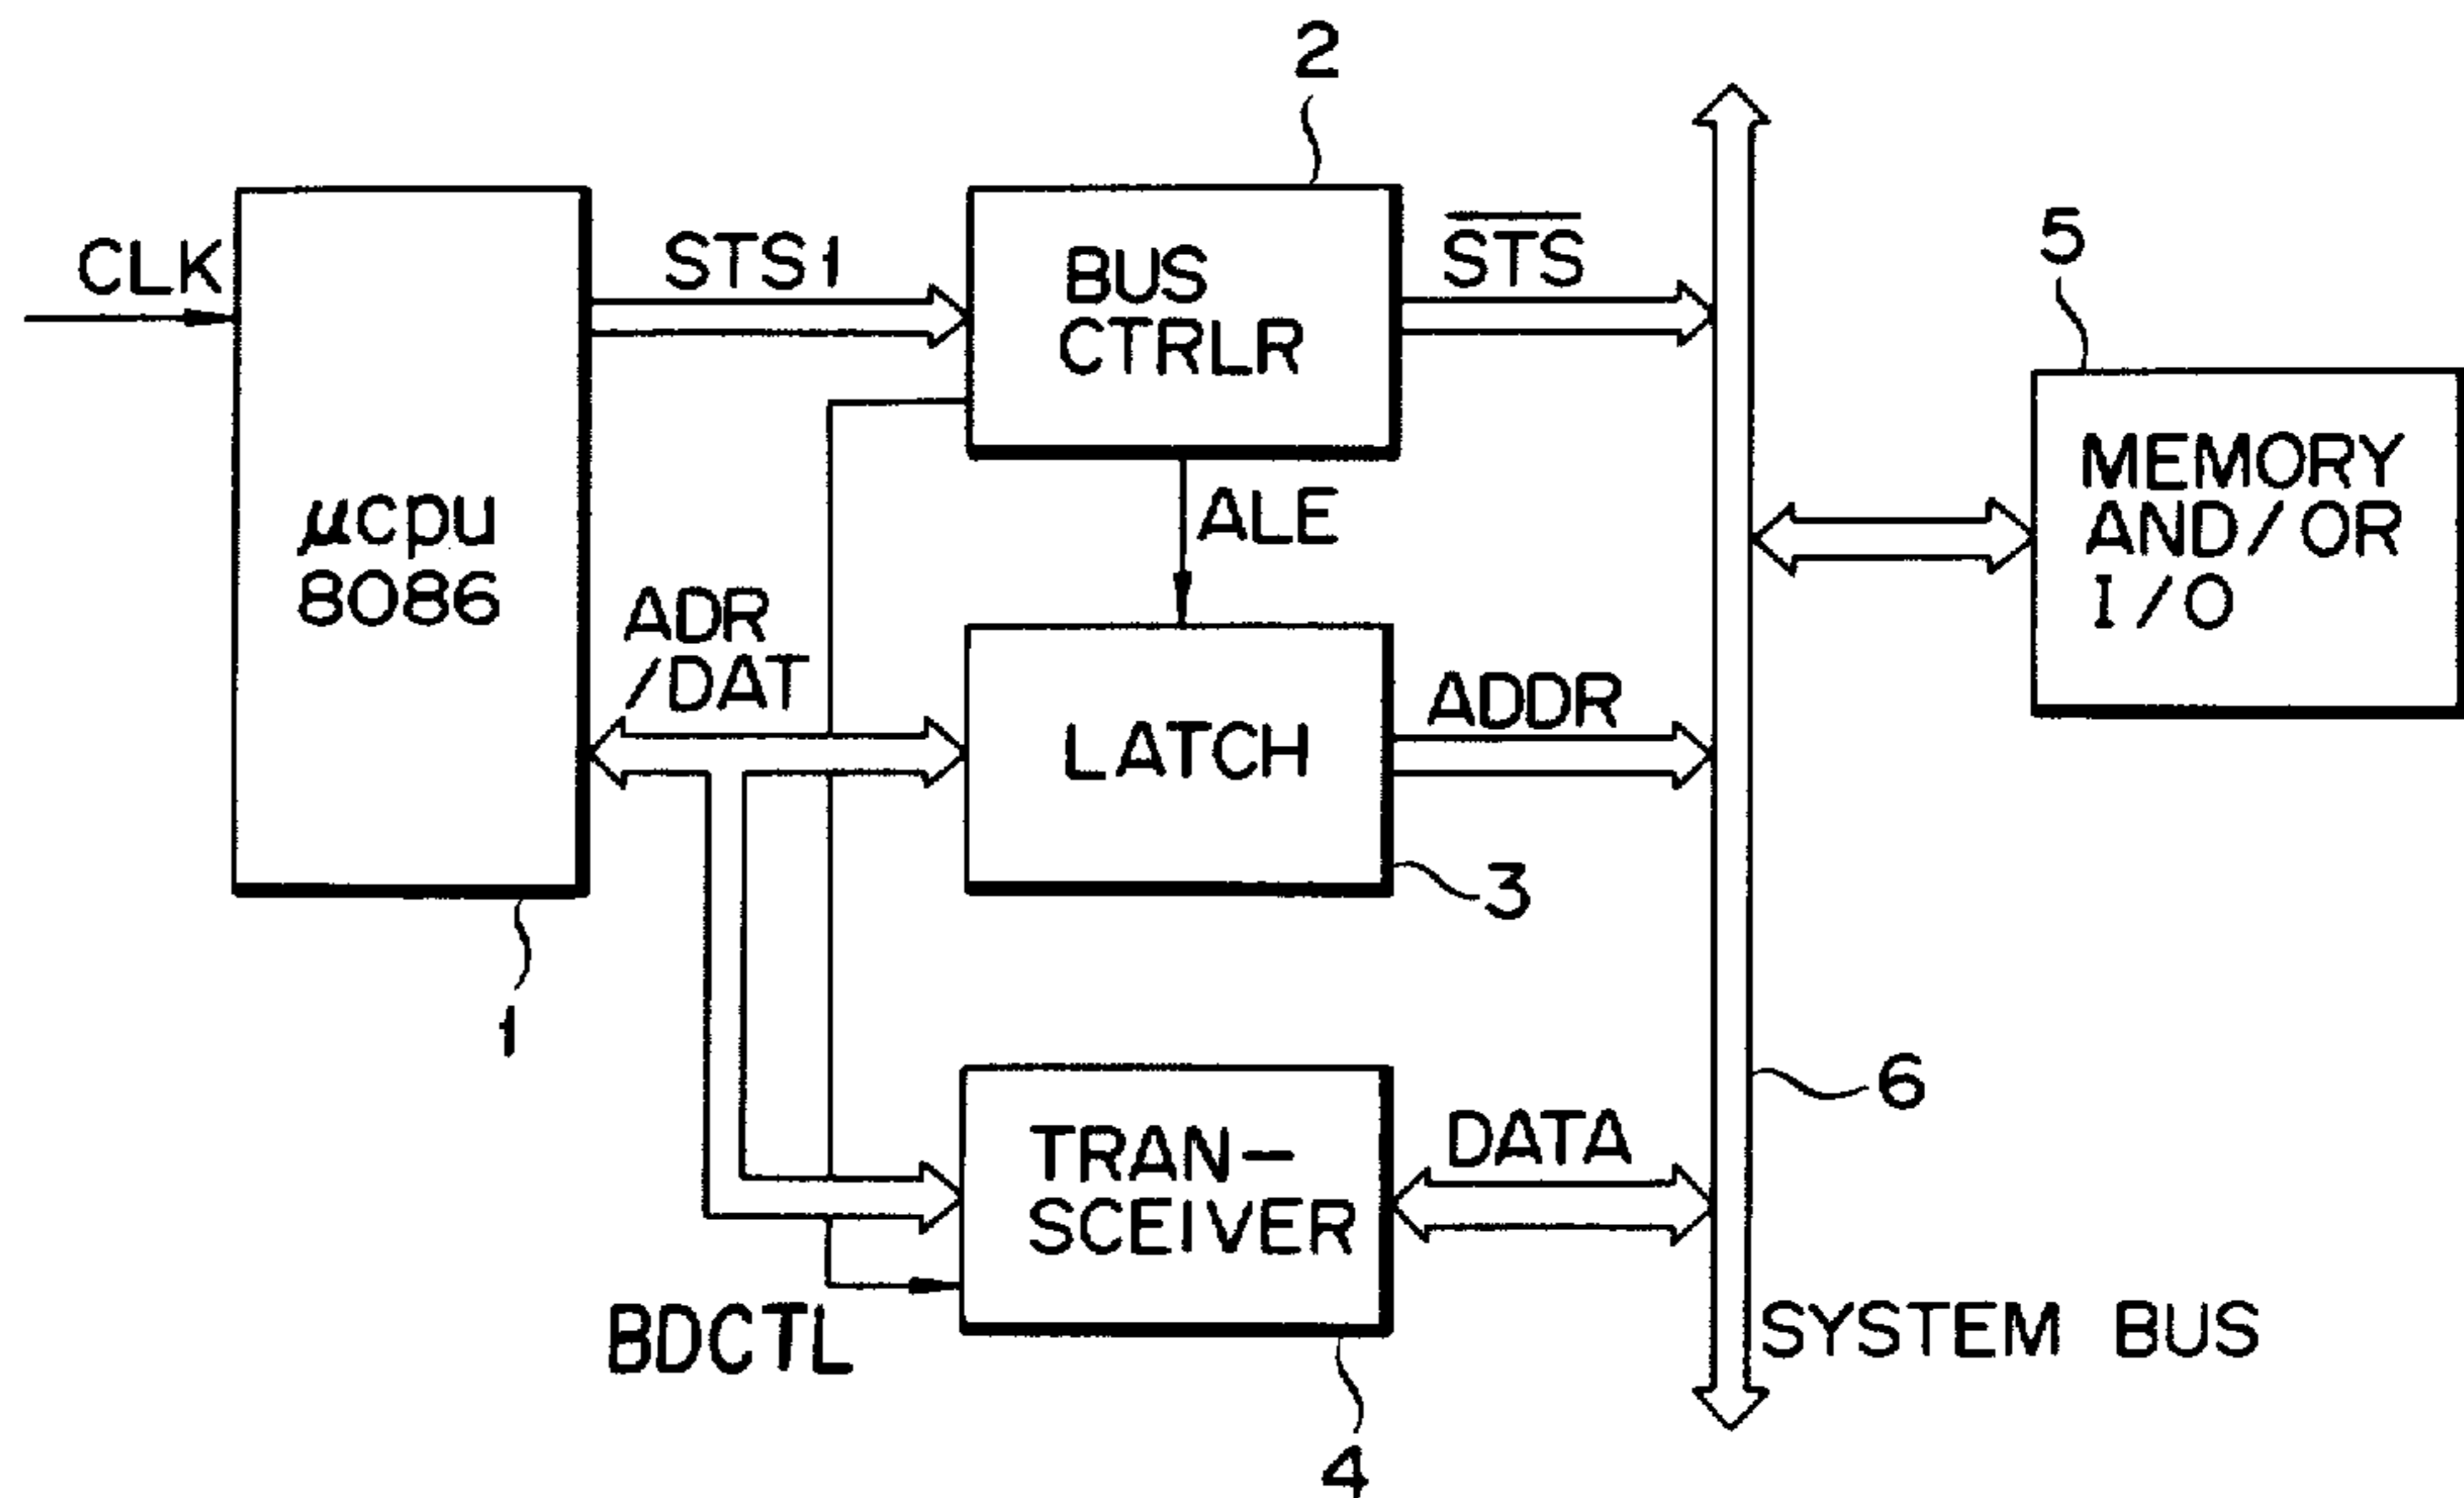 2
CLK
STS1
BUS
CTRLR
S̅T̅S̅
5
μcpu
8086
ALE
MEMORY
AND/OR
I/O
ADR
/DAT
LATCH
ADDR
3
1
6
TRAN-
SCEIVER
DATA
BDCTL
SYSTEM BUS
4